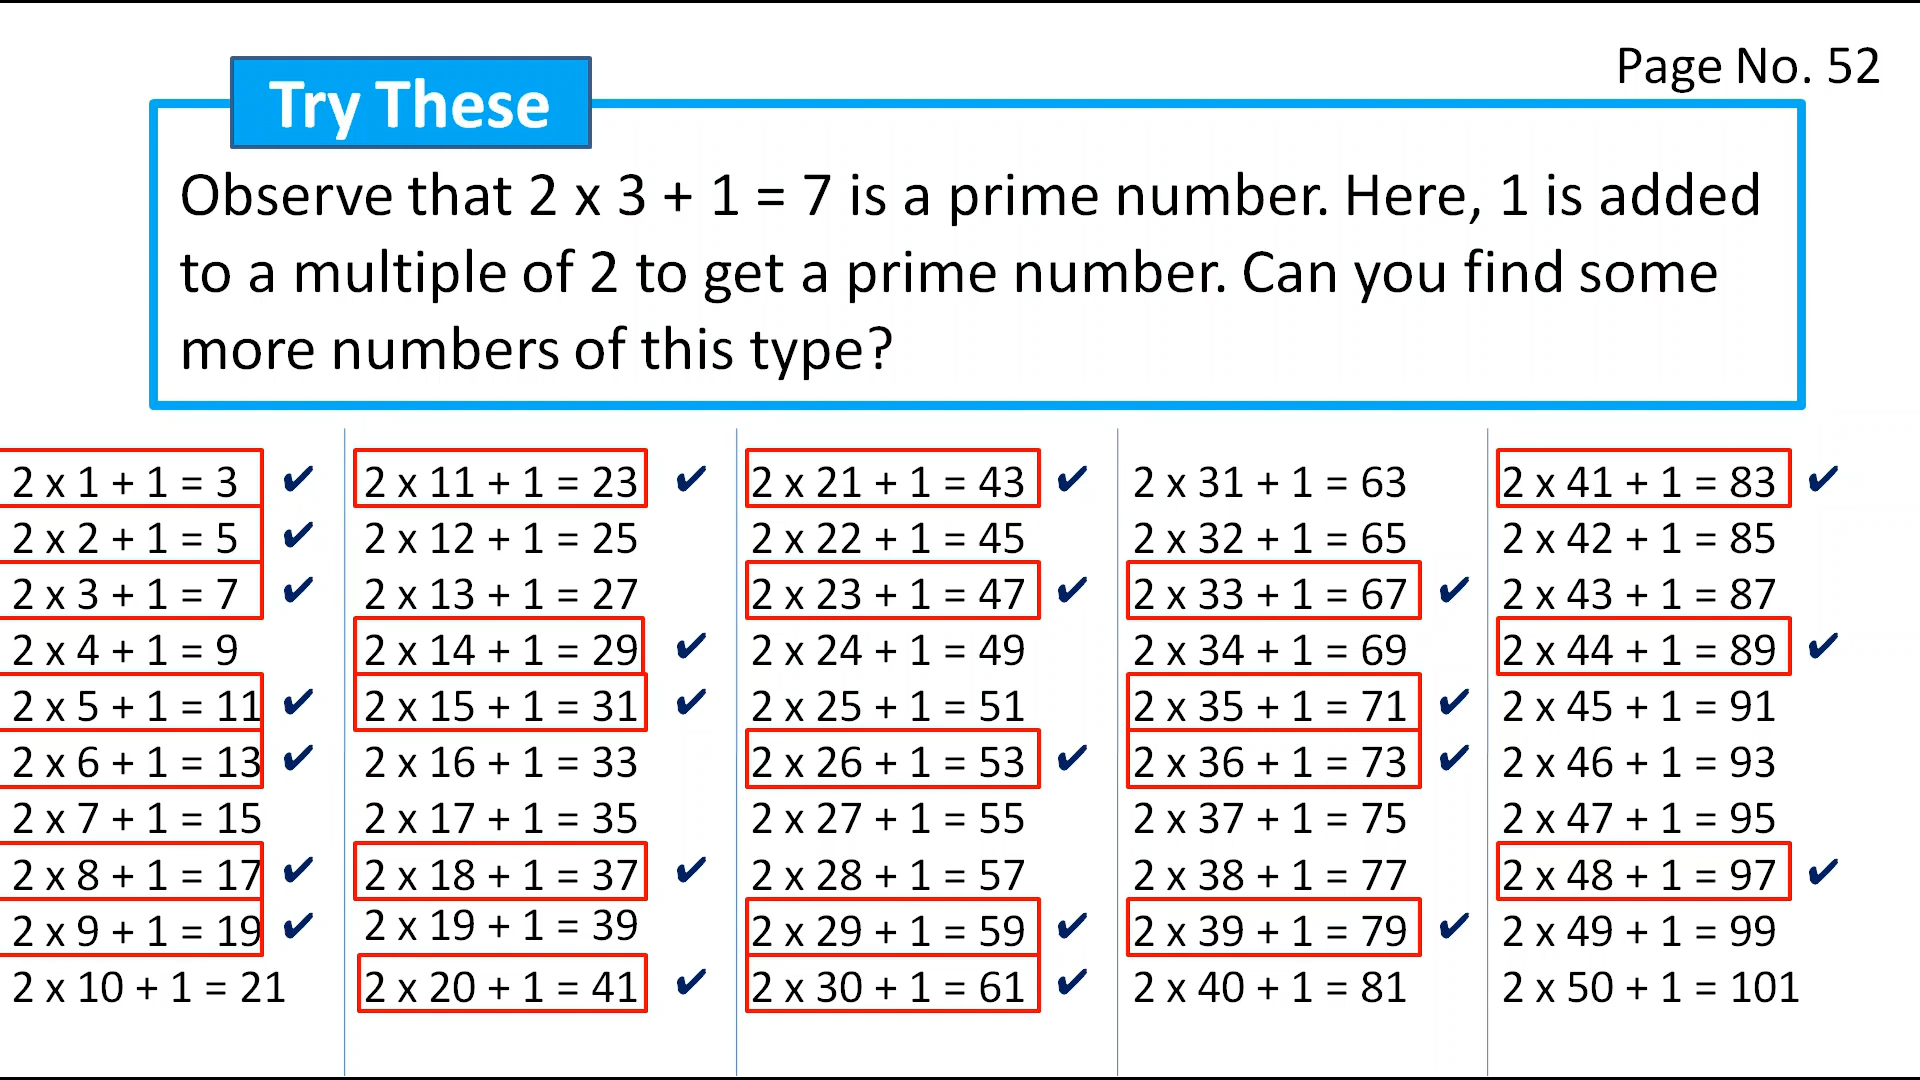 Page No. 52
Try These
Observe that 2 x 3 + 1 = 7 is a prime number. Here, 1 is added
to a multiple of 2 to get a prime number. Can you find some
more numbers of this type?
2 x 1 + 1 = 3 ✔
2 x 2 + 1 = 5 ✔
2 x 3 + 1 = 7 ✔
2 x 4 + 1 = 9
2 x 5 + 1 = 11 ✔
2 x 6 + 1 = 13 ✔
2 x 7 + 1 = 15
2 x 8 + 1 = 17 ✔
2 x 9 + 1 = 19 ✔
2 x 10 + 1 = 21
2 x 11 + 1 = 23 ✔
2 x 12 + 1 = 25
2 x 13 + 1 = 27
2 x 14 + 1 = 29 ✔
2 x 15 + 1 = 31 ✔
2 x 16 + 1 = 33
2 x 17 + 1 = 35
2 x 18 + 1 = 37 ✔
2 x 19 + 1 = 39
2 x 20 + 1 = 41 ✔
2 x 21 + 1 = 43 ✔
2 x 22 + 1 = 45
2 x 23 + 1 = 47 ✔
2 x 24 + 1 = 49
2 x 25 + 1 = 51
2 x 26 + 1 = 53 ✔
2 x 27 + 1 = 55
2 x 28 + 1 = 57
2 x 29 + 1 = 59 ✔
2 x 30 + 1 = 61 ✔
2 x 31 + 1 = 63
2 x 32 + 1 = 65
2 x 33 + 1 = 67 ✔
2 x 34 + 1 = 69
2 x 35 + 1 = 71 ✔
2 x 36 + 1 = 73 ✔
2 x 37 + 1 = 75
2 x 38 + 1 = 77
2 x 39 + 1 = 79 ✔
2 x 40 + 1 = 81
2 x 41 + 1 = 83 ✔
2 x 42 + 1 = 85
2 x 43 + 1 = 87
2 x 44 + 1 = 89 ✔
2 x 45 + 1 = 91
2 x 46 + 1 = 93
2 x 47 + 1 = 95
2 x 48 + 1 = 97 ✔
2 x 49 + 1 = 99
2 x 50 + 1 = 101